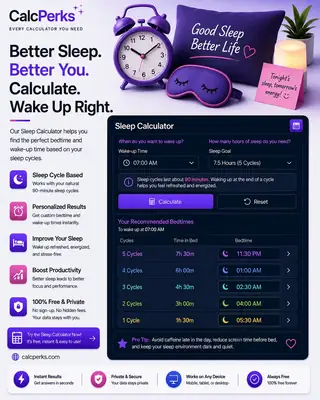 CalcPerks
EVERY CALCULATOR YOU NEED
Good Sleep
Better Life
Tonight's
sleep, tomorrow's
energy!
Better Sleep.
Better You.
Calculate.
Wake Up Right.
Our Sleep Calculator helps you
find the perfect bedtime and
wake-up time based on your
sleep cycles.
Sleep Cycle Based
Works with your natural
90-minute sleep cycles.
Personalized Results
Get custom bedtime and
wake-up times instantly.
Improve Your Sleep
Wake up refreshed, energized,
and stress-free.
Boost Productivity
Better sleep leads to better
focus and performance.
100% Free & Private
No sign-up. No hidden fees.
Your data stays with you.
Try the Sleep Calculator Now!
It's free, instant & easy to use!
calcperks.com
Sleep Calculator
When do you want to wake up?
How many hours of sleep do you need?
Wake-up Time
Sleep Goal
07:00 AM
7.5 Hours (5 Cycles)
Sleep cycles last about 90 minutes. Waking up at the end of a cycle
helps you feel refreshed and energized.
Calculate
Reset
Your Recommended Bedtimes
To wake up at 07:00 AM
Cycles
Time in Bed
Bedtime
5 Cycles
7h 30m
11:30 PM
4 Cycles
6h 00m
01:00 AM
3 Cycles
4h 30m
02:30 AM
2 Cycles
3h 00m
04:00 AM
1 Cycle
1h 30m
05:30 AM
Pro Tip: Avoid caffeine late in the day, reduce screen time before bed,
and keep your sleep environment dark and quiet.
Instant Results
Get answers in seconds
Private & Secure
Your data stays private
Works on Any Device
Mobile, tablet, or desktop
Always Free
100% free forever